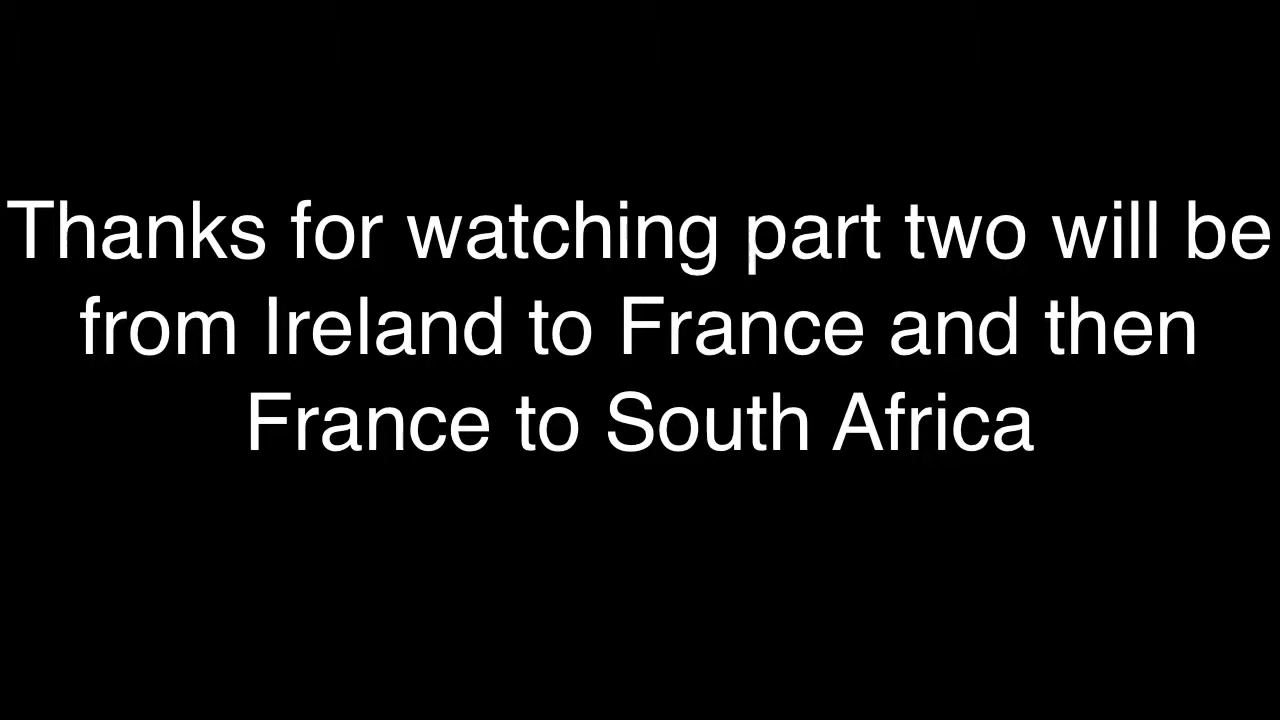 Thanks for watching part two will be
from Ireland to France and then
France to South Africa